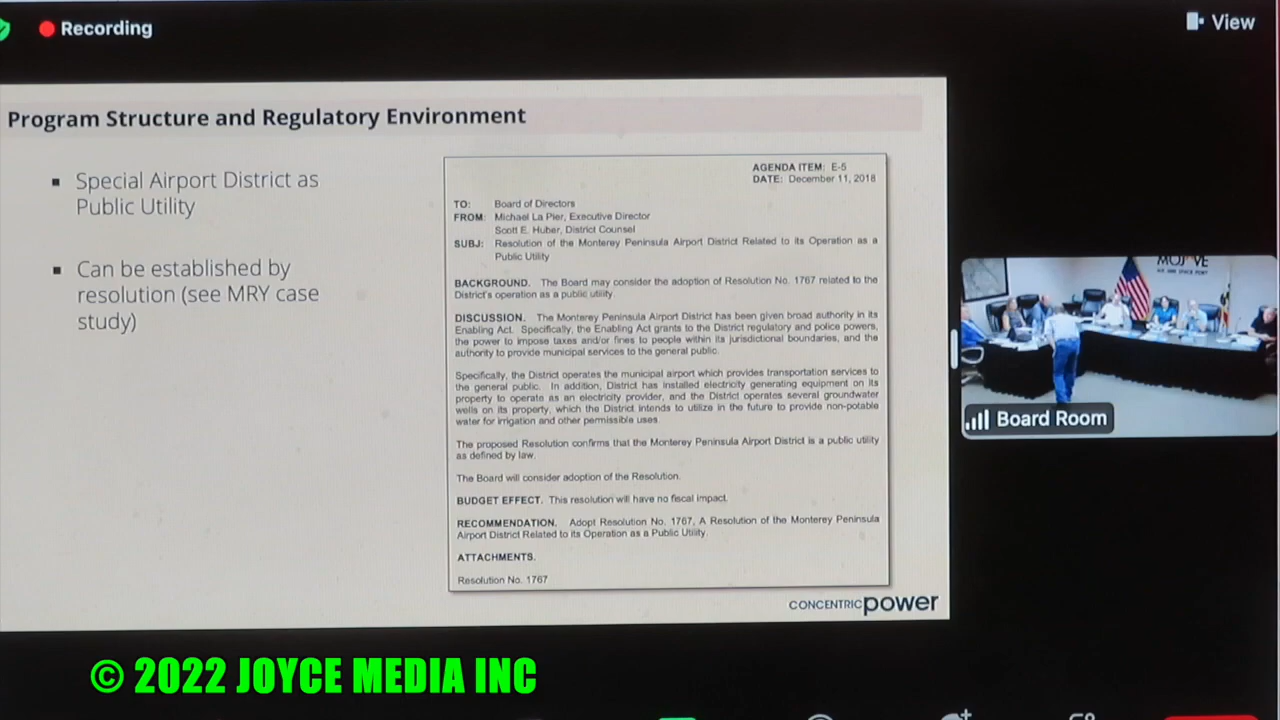 Recording
View
Program Structure and Regulatory Environment
▪ Special Airport District as
Public Utility
▪ Can be established by
resolution (see MRY case
study)
AGENDA ITEM: E-5
DATE: December 11, 2018
TO: Board of Directors
FROM: Michael La Pier, Executive Director
Scott E. Huber, District Counsel
SUBJ: Resolution of the Monterey Peninsula Airport District Related to its Operation as a
Public Utility
BACKGROUND. The Board may consider the adoption of Resolution No. 1767 related to the
District's operation as a public utility.
DISCUSSION. The Monterey Peninsula Airport District has been given broad authority in its
Enabling Act. Specifically, the Enabling Act grants to the District regulatory and police powers,
the power to impose taxes and/or fines to people within its jurisdictional boundaries, and the
authority to provide municipal services to the general public.
Specifically, the District operates the municipal airport which provides transportation services to
the general public. In addition, District has installed electricity generating equipment on its
property to operate as an electricity provider, and the District operates several groundwater
wells on its property, which the District intends to utilize in the future to provide non-potable
water for irrigation and other permissible uses.
The proposed Resolution confirms that the Monterey Peninsula Airport District is a public utility
as defined by law.
The Board will consider adoption of the Resolution.
BUDGET EFFECT. This resolution will have no fiscal impact.
RECOMMENDATION. Adopt Resolution No. 1767, A Resolution of the Monterey Peninsula
Airport District Related to its Operation as a Public Utility.
ATTACHMENTS.
Resolution No. 1767
CONCENTRICpower
Board Room
© 2022 JOYCE MEDIA INC